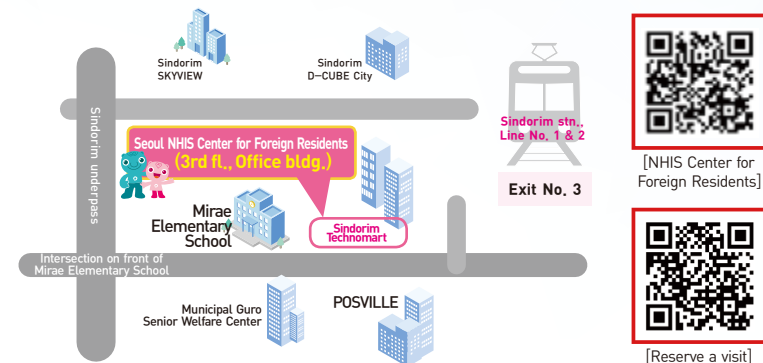 Sindorim
SKYVIEW
Sindorim
D-CUBE City
Sindorim underpass
Seoul NHIS Center for Foreign Residents
(3rd fl., Office bldg.)
Sindorim stn.,
Line No. 1 & 2
Exit No. 3
Mirae
Elementary
School
Sindorim
Technomart
Intersection on front of
Mirae Elementary School
Municipal Guro
Senior Welfare Center
POSVILLE
[NHIS Center for
Foreign Residents]
[Reserve a visit]